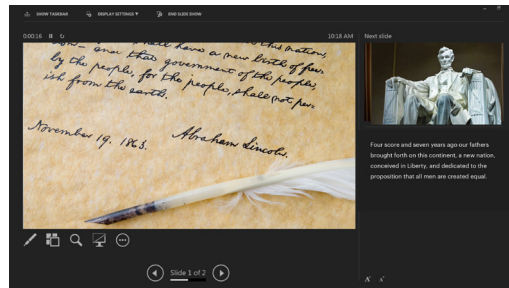 SHOW TASKBAR DISPLAY SETTINGS ▼ END SLIDE SHOW
0:00:16 10:18 AM Next slide
shall have a new birth of free
by the people, for the people, shall not per-
ish from the earth.
November 19, 1863. Abraham Lincoln.
Four score and seven years ago our fathers
brought forth on this continent, a new nation,
conceived in Liberty, and dedicated to the
proposition that all men are created equal.
Slide 1 of 2
A A